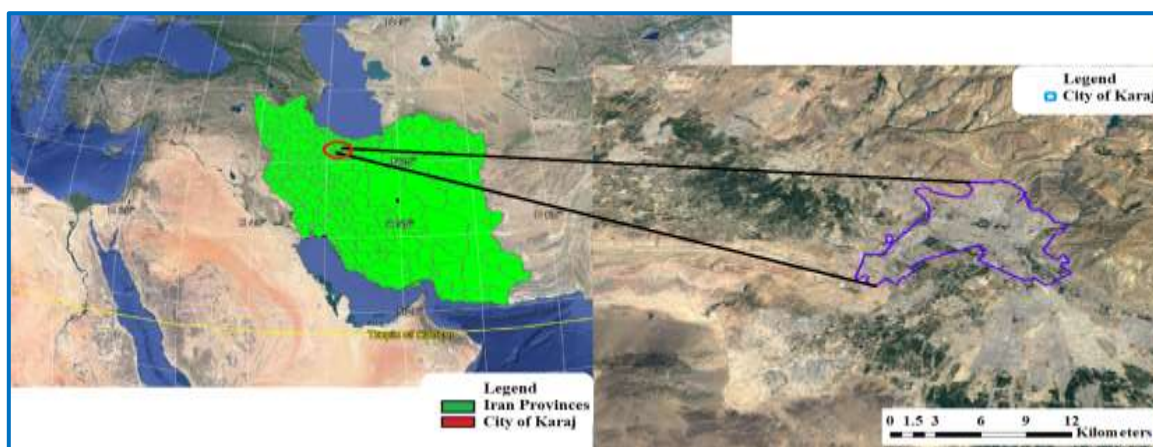 Legend
Iran Provinces
City of Karaj
Legend
City of Karaj
0 1.5 3 6 9 12
Kilometers